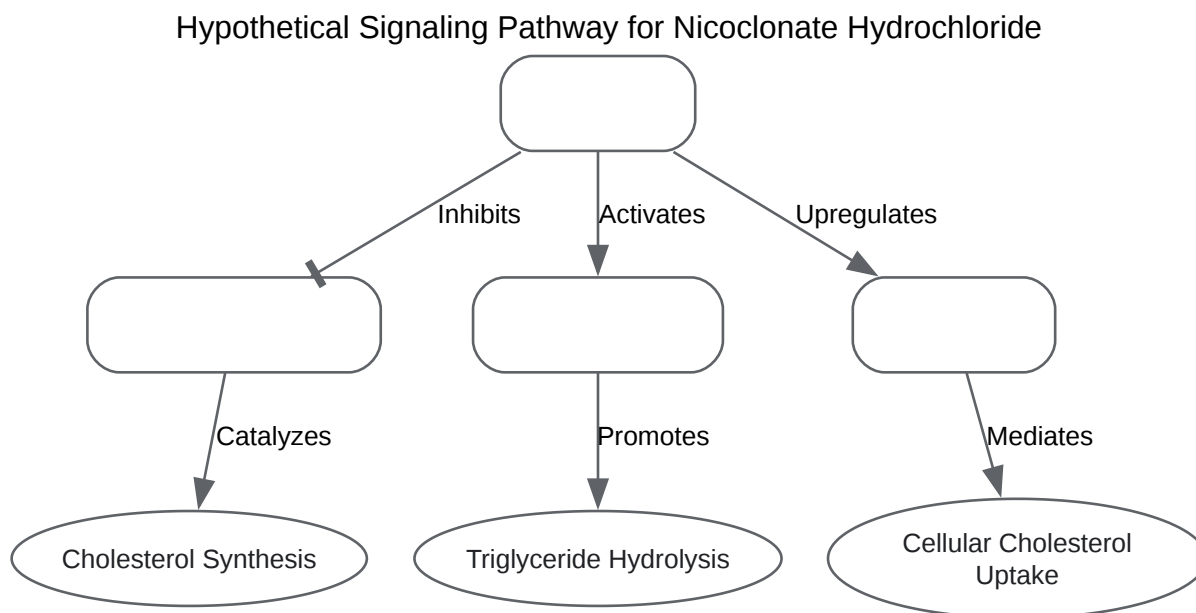 Hypothetical Signaling Pathway for Nicoclonate Hydrochloride
Inhibits
Activates
Upregulates
Catalyzes
Promotes
Mediates
Cholesterol Synthesis
Triglyceride Hydrolysis
Cellular Cholesterol
Uptake